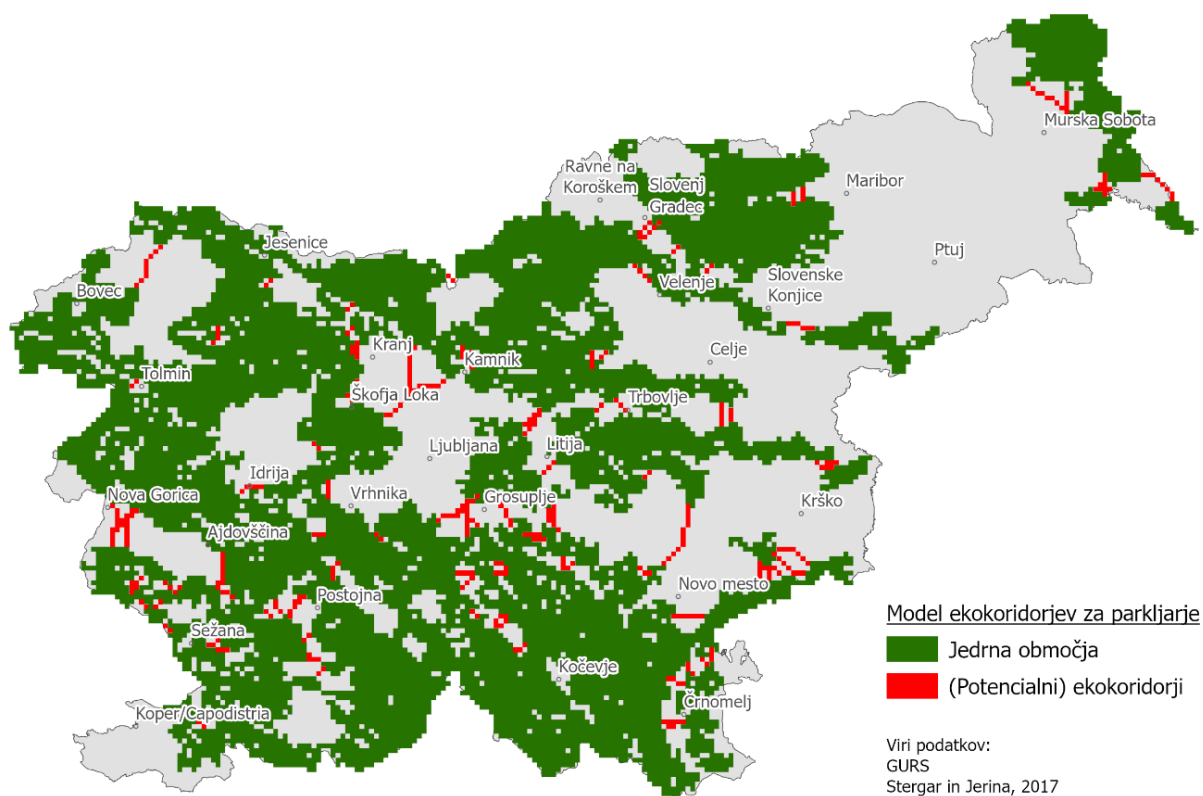 Murska Sobota
Ravne na
Koroškem
Slovenj
Gradec
Maribor
Jesenice
Ptuj
Bovec
Velenje
Slovenske
Konjice
Kranj
Kamnik
Celje
Tolmin
Škofja Loka
Trbovlje
Ljubljana
Litija
Idrija
Nova Gorica
Vrhnika
Grosuplje
Krško
Ajdovščina
Novo mesto
Postojna
Sežana
Kočevje
Črnomelj
Koper/Capodistria
Model ekokoridorjev za parkljarje
Jedrna območja
(Potencialni) ekokoridorji
Viri podatkov:
GURS
Stergar in Jerina, 2017